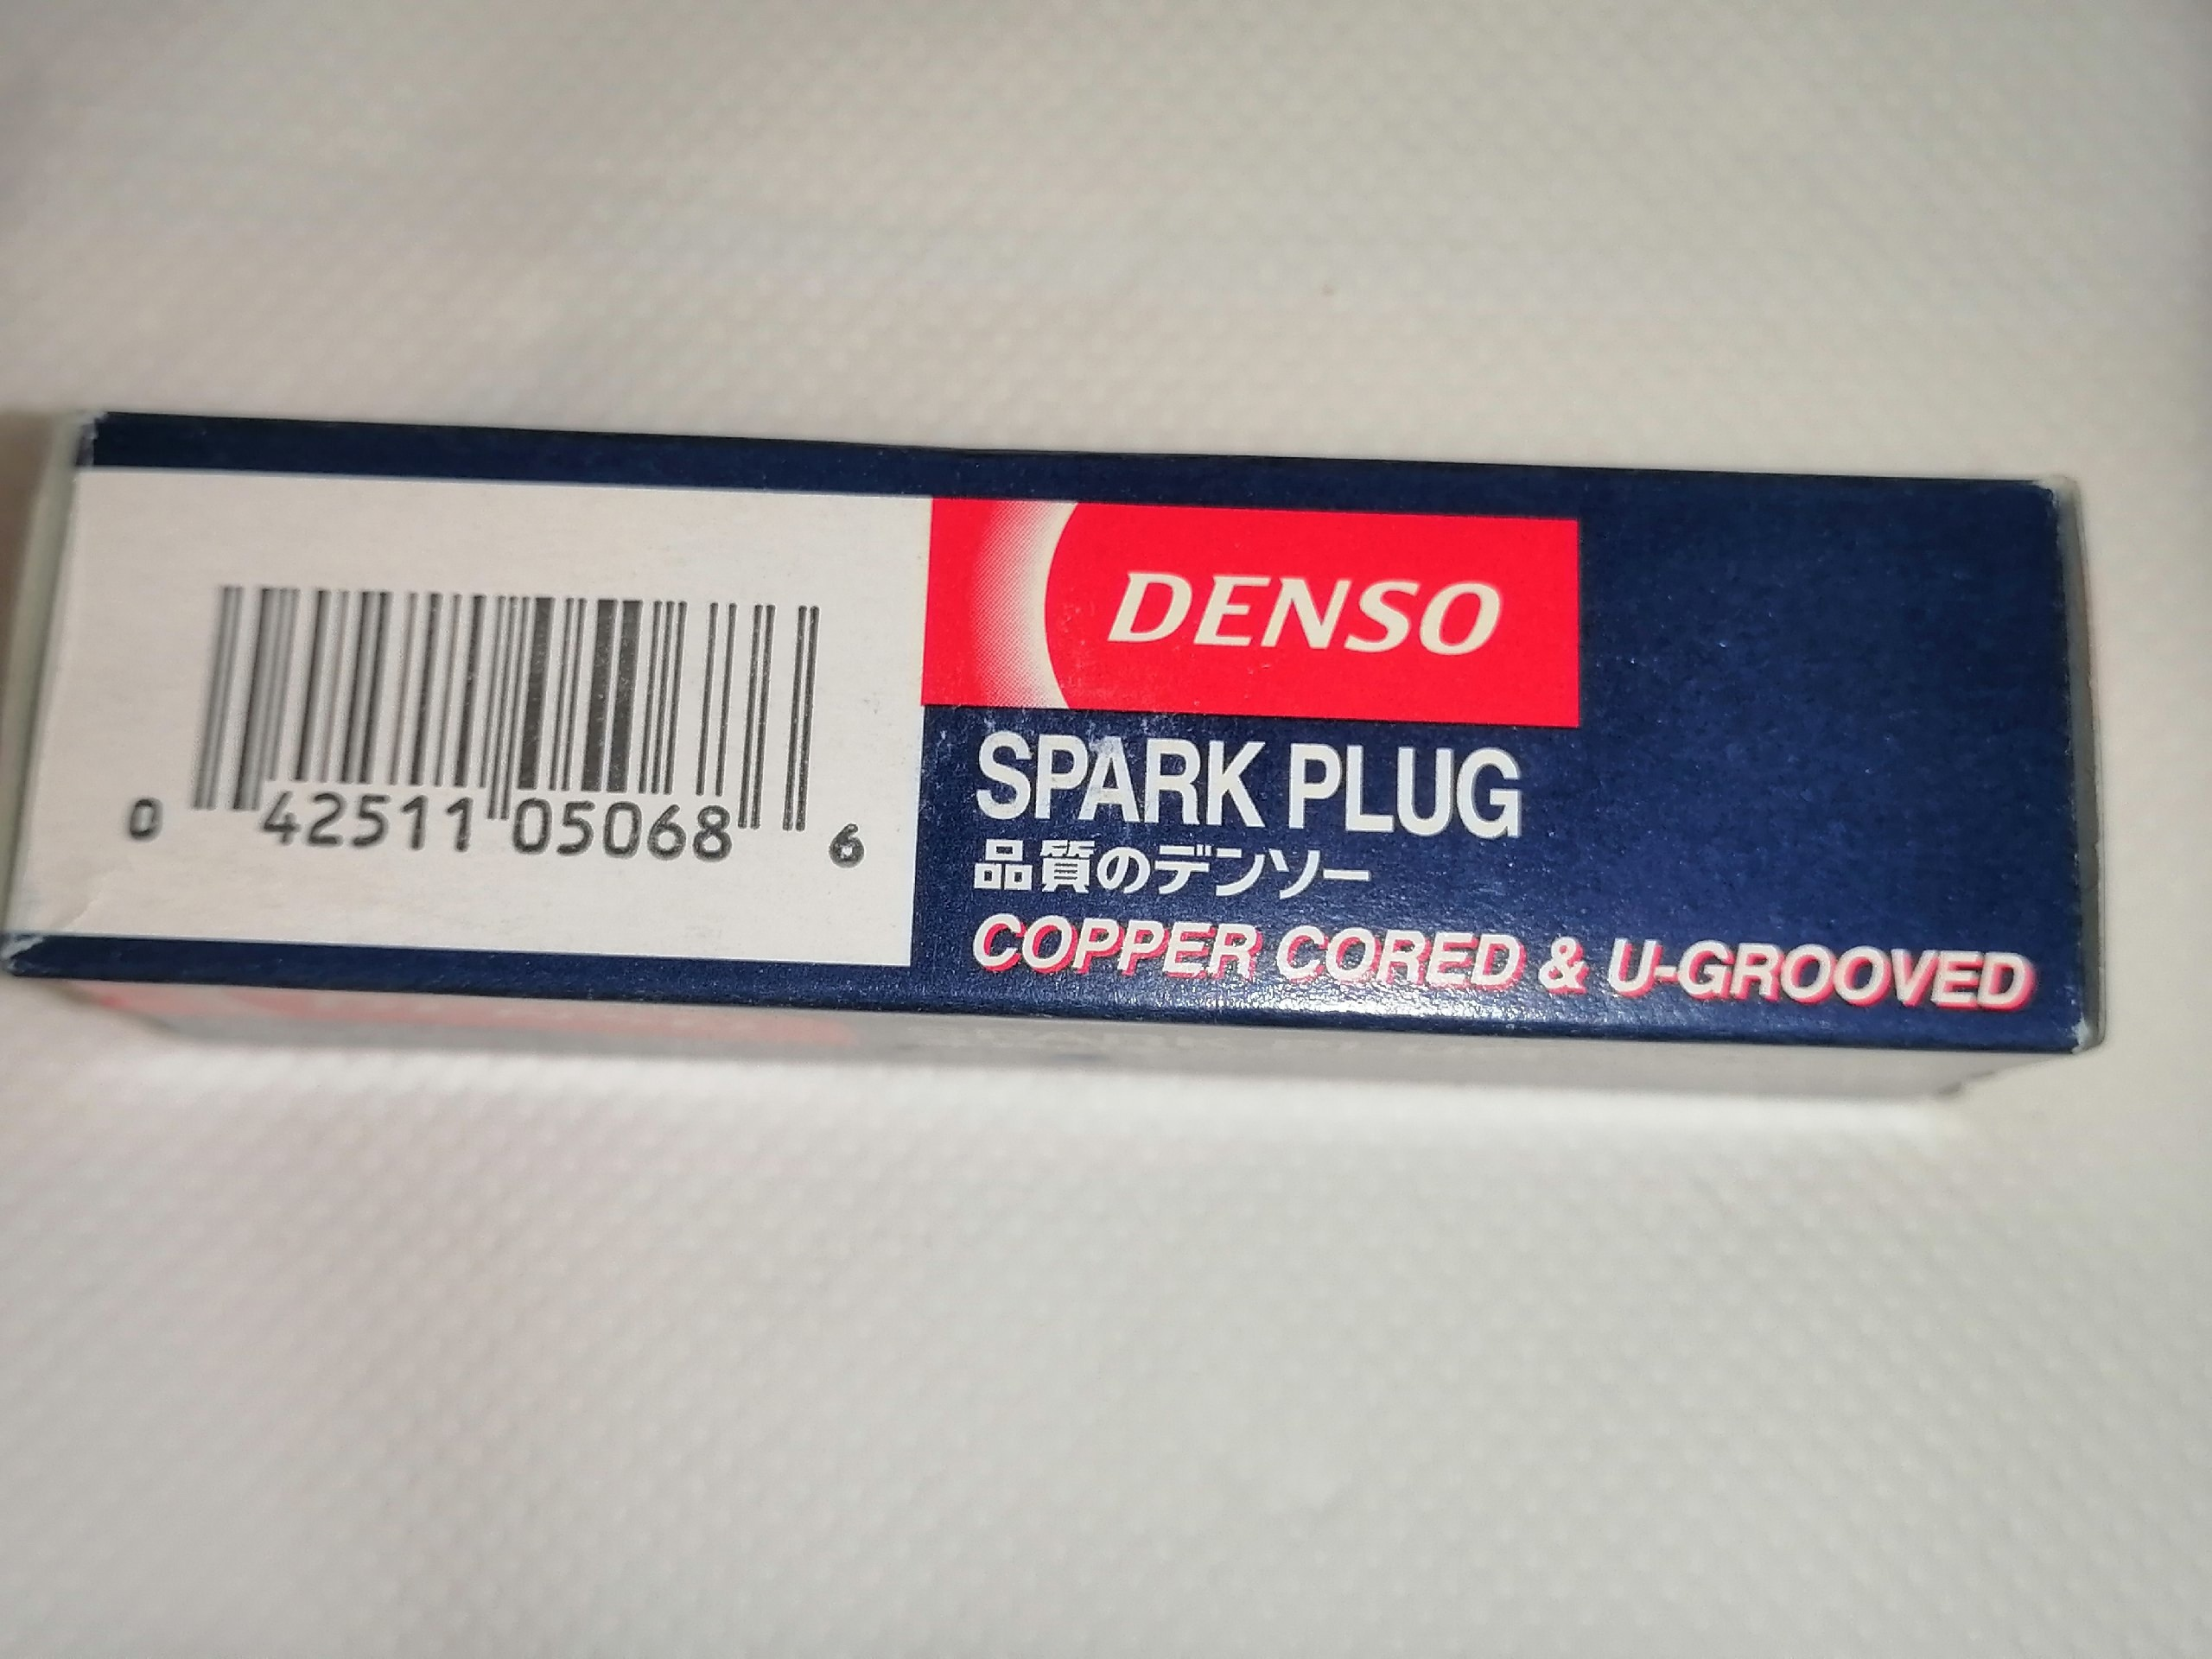 0 42511 05068 6
DENSO
SPARK PLUG
品質のデンソー
COPPER CORED & U-GROOVED